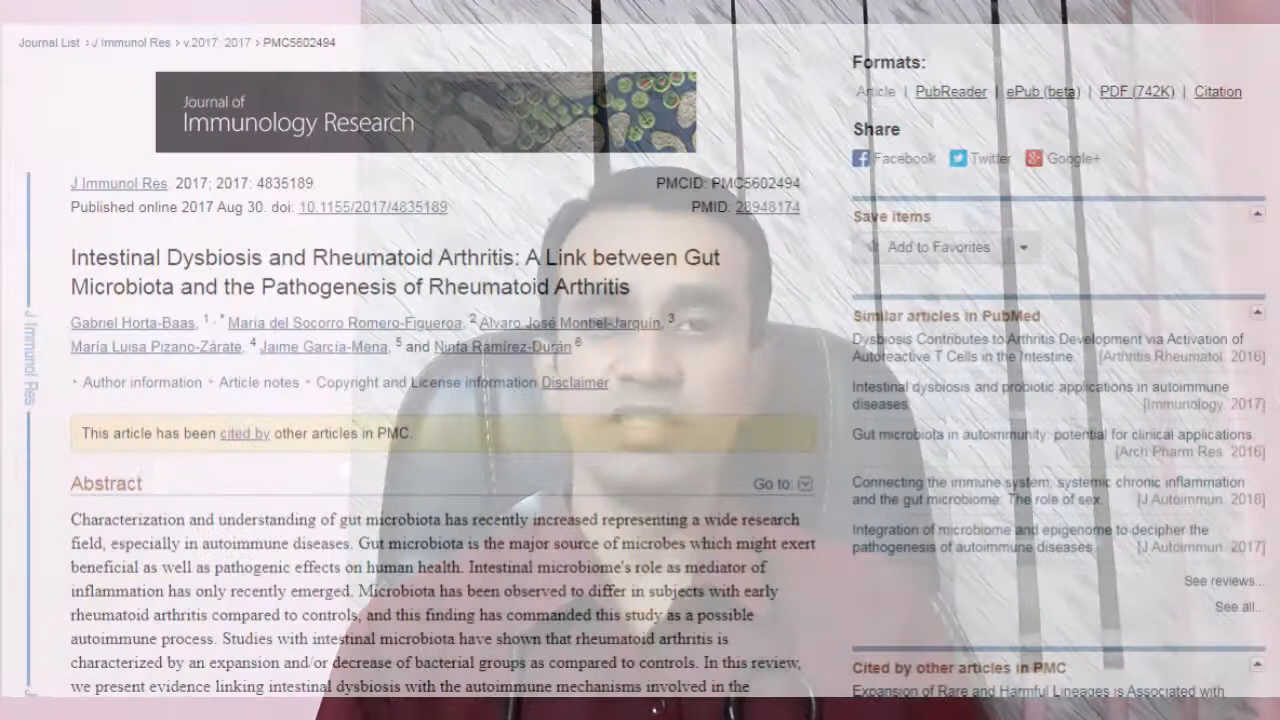 Journal List › J Immunol Res › v.2017; 2017 › PMC5602494
Journal of
Immunology Research
J Immunol Res
J Immunol Res. 2017; 2017: 4835189.
PMCID: PMC5602494
Published online 2017 Aug 30. doi: 10.1155/2017/4835189
PMID: 28948174
Intestinal Dysbiosis and Rheumatoid Arthritis: A Link between Gut
Microbiota and the Pathogenesis of Rheumatoid Arthritis
Gabriel Horta-Baas, 1 , * María del Socorro Romero-Figueroa, 2 Alvaro José Montiel-Jarquín, 3
María Luisa Pizano-Zárate, 4 Jaime García-Mena, 5 and Ninfa Ramírez-Durán 6
Author information Article notes Copyright and License information Disclaimer
This article has been cited by other articles in PMC.
Abstract
Go to:
Characterization and understanding of gut microbiota has recently increased representing a wide research
field, especially in autoimmune diseases. Gut microbiota is the major source of microbes which might exert
beneficial as well as pathogenic effects on human health. Intestinal microbiome's role as mediator of
inflammation has only recently emerged. Microbiota has been observed to differ in subjects with early
rheumatoid arthritis compared to controls, and this finding has commanded this study as a possible
autoimmune process. Studies with intestinal microbiota have shown that rheumatoid arthritis is
characterized by an expansion and/or decrease of bacterial groups as compared to controls. In this review,
we present evidence linking intestinal dysbiosis with the autoimmune mechanisms involved in the
Formats:
Article | PubReader | ePub (beta) | PDF (742K) | Citation
Share
Facebook Twitter Google+
Save items
Add to Favorites
Similar articles in PubMed
Dysbiosis Contributes to Arthritis Development via Activation of
Autoreactive T Cells in the Intestine. [Arthritis Rheumatol. 2016]
Intestinal dysbiosis and probiotic applications in autoimmune
diseases. [Immunology. 2017]
Gut microbiota in autoimmunity: potential for clinical applications.
[Arch Pharm Res. 2016]
Connecting the immune system, systemic chronic inflammation
and the gut microbiome: The role of sex. [J Autoimmun. 2018]
Integration of microbiome and epigenome to decipher the
pathogenesis of autoimmune diseases. [J Autoimmun. 2017]
See reviews...
See all...
Cited by other articles in PMC
Expansion of Rare and Harmful Lineages is Associated with